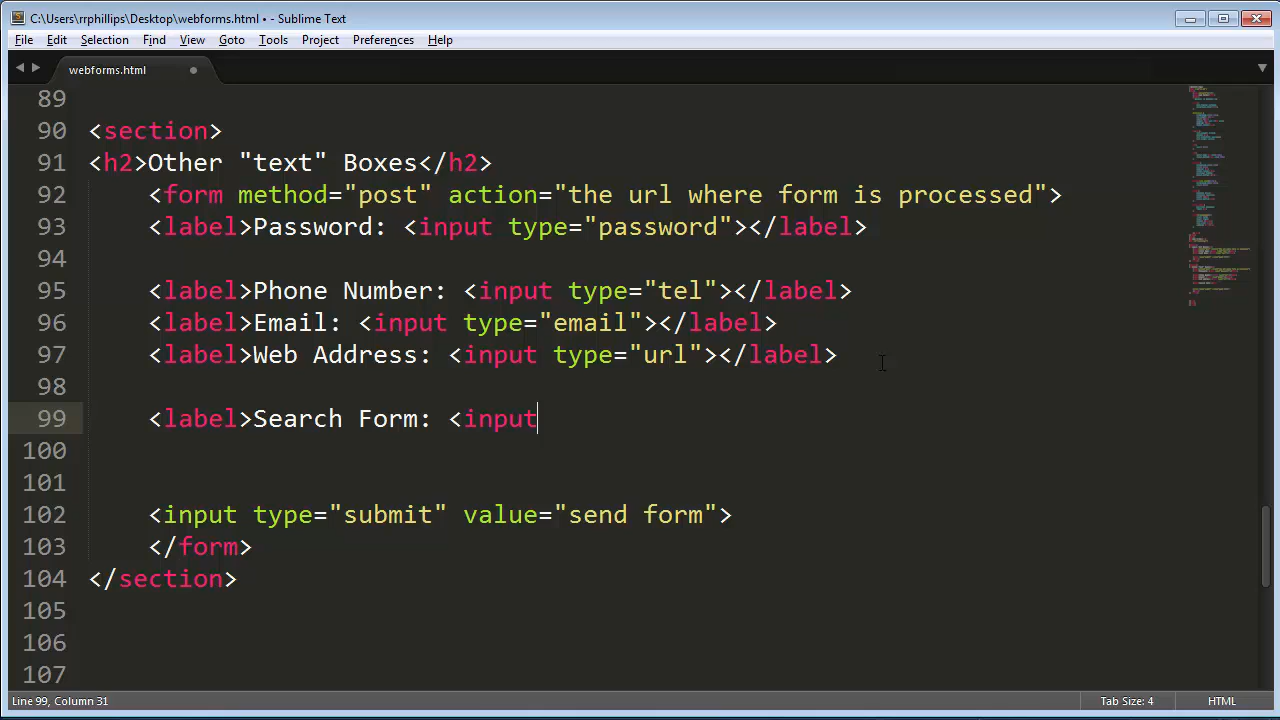 C:\Users\rrphillips\Desktop\webforms.html • - Sublime Text
File Edit Selection Find View Goto Tools Project Preferences Help
webforms.html
89
90 <section>
91 <h2>Other "text" Boxes</h2>
92 <form method="post" action="the url where form is processed">
93 <label>Password: <input type="password"></label>
94
95 <label>Phone Number: <input type="tel"></label>
96 <label>Email: <input type="email"></label>
97 <label>Web Address: <input type="url"></label>
98
99 <label>Search Form: <input
100
101
102 <input type="submit" value="send form">
103 </form>
104 </section>
105
106
107
Line 99, Column 31 Tab Size: 4 HTML